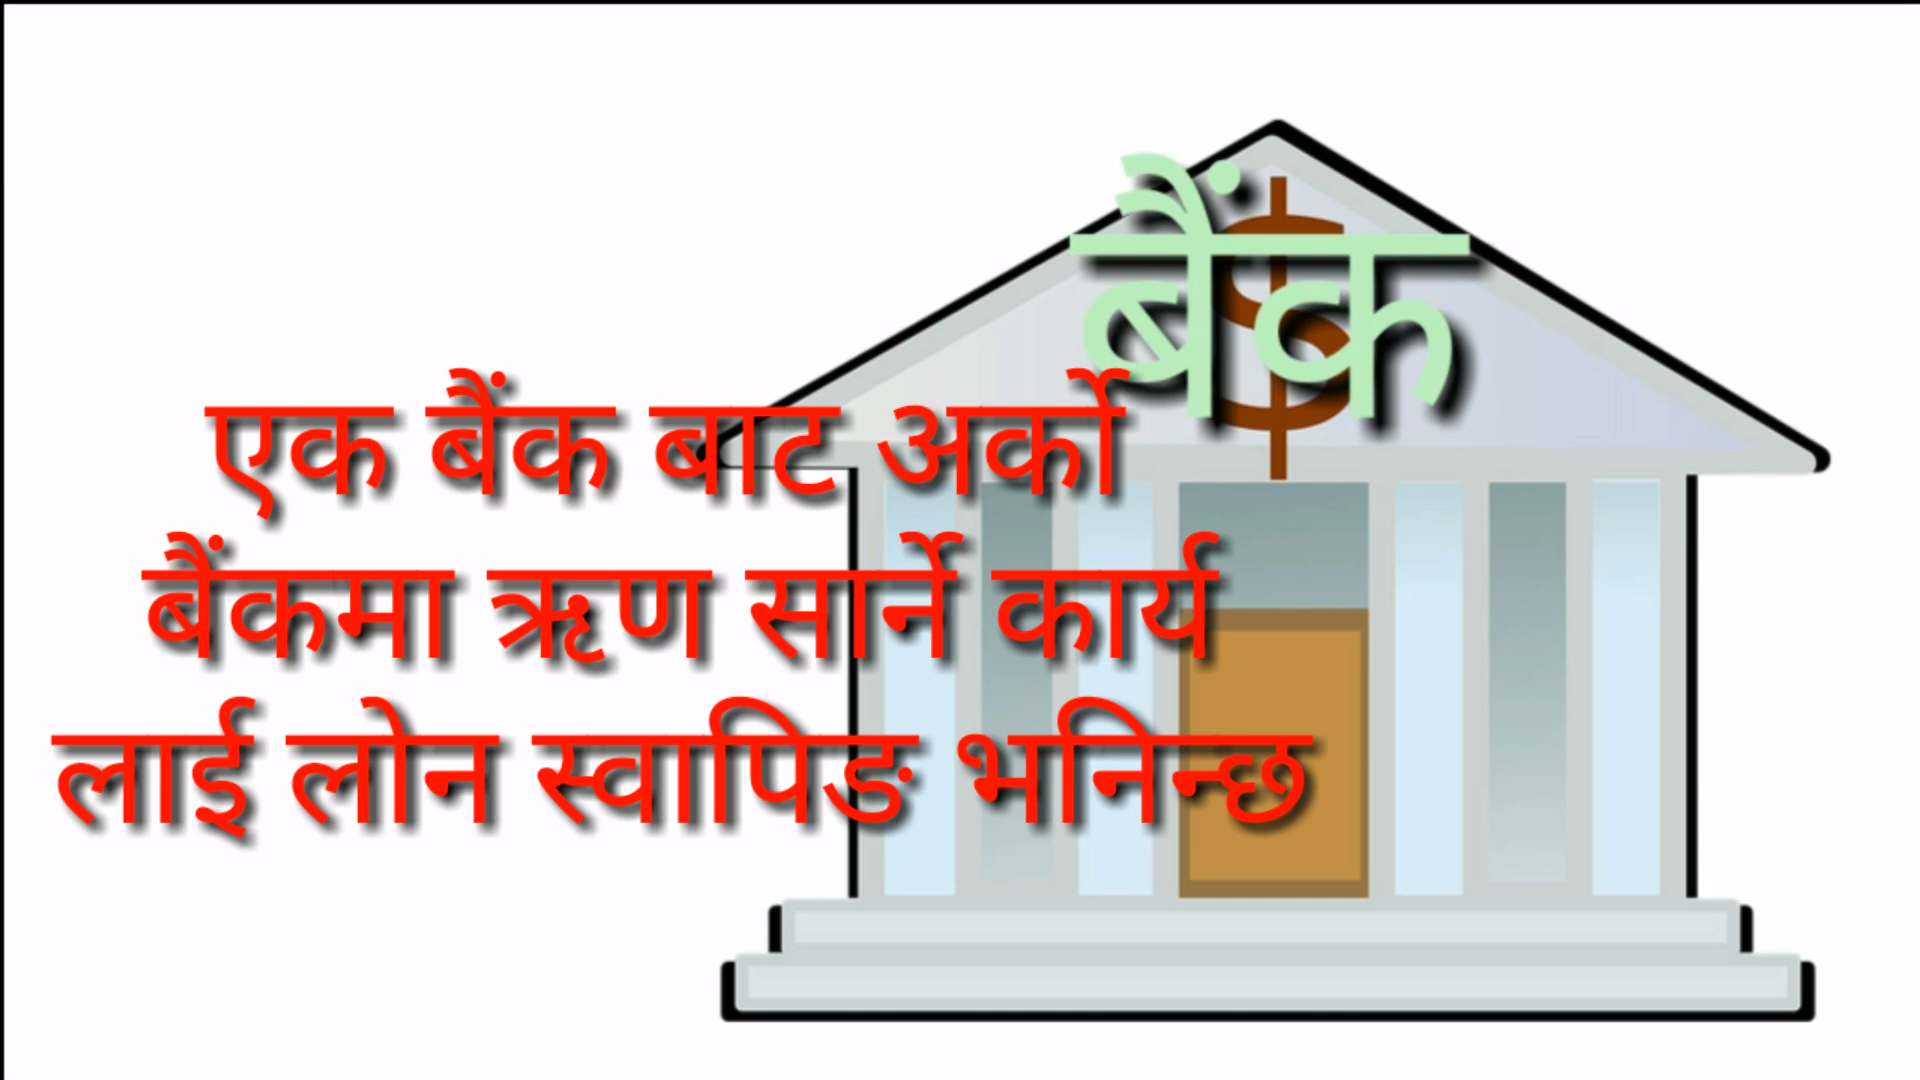 बैंक
एक बैंक बाट अर्को
बैंकमा ऋण सार्ने कार्य
लाई लोन स्वापिङ भनिन्छ